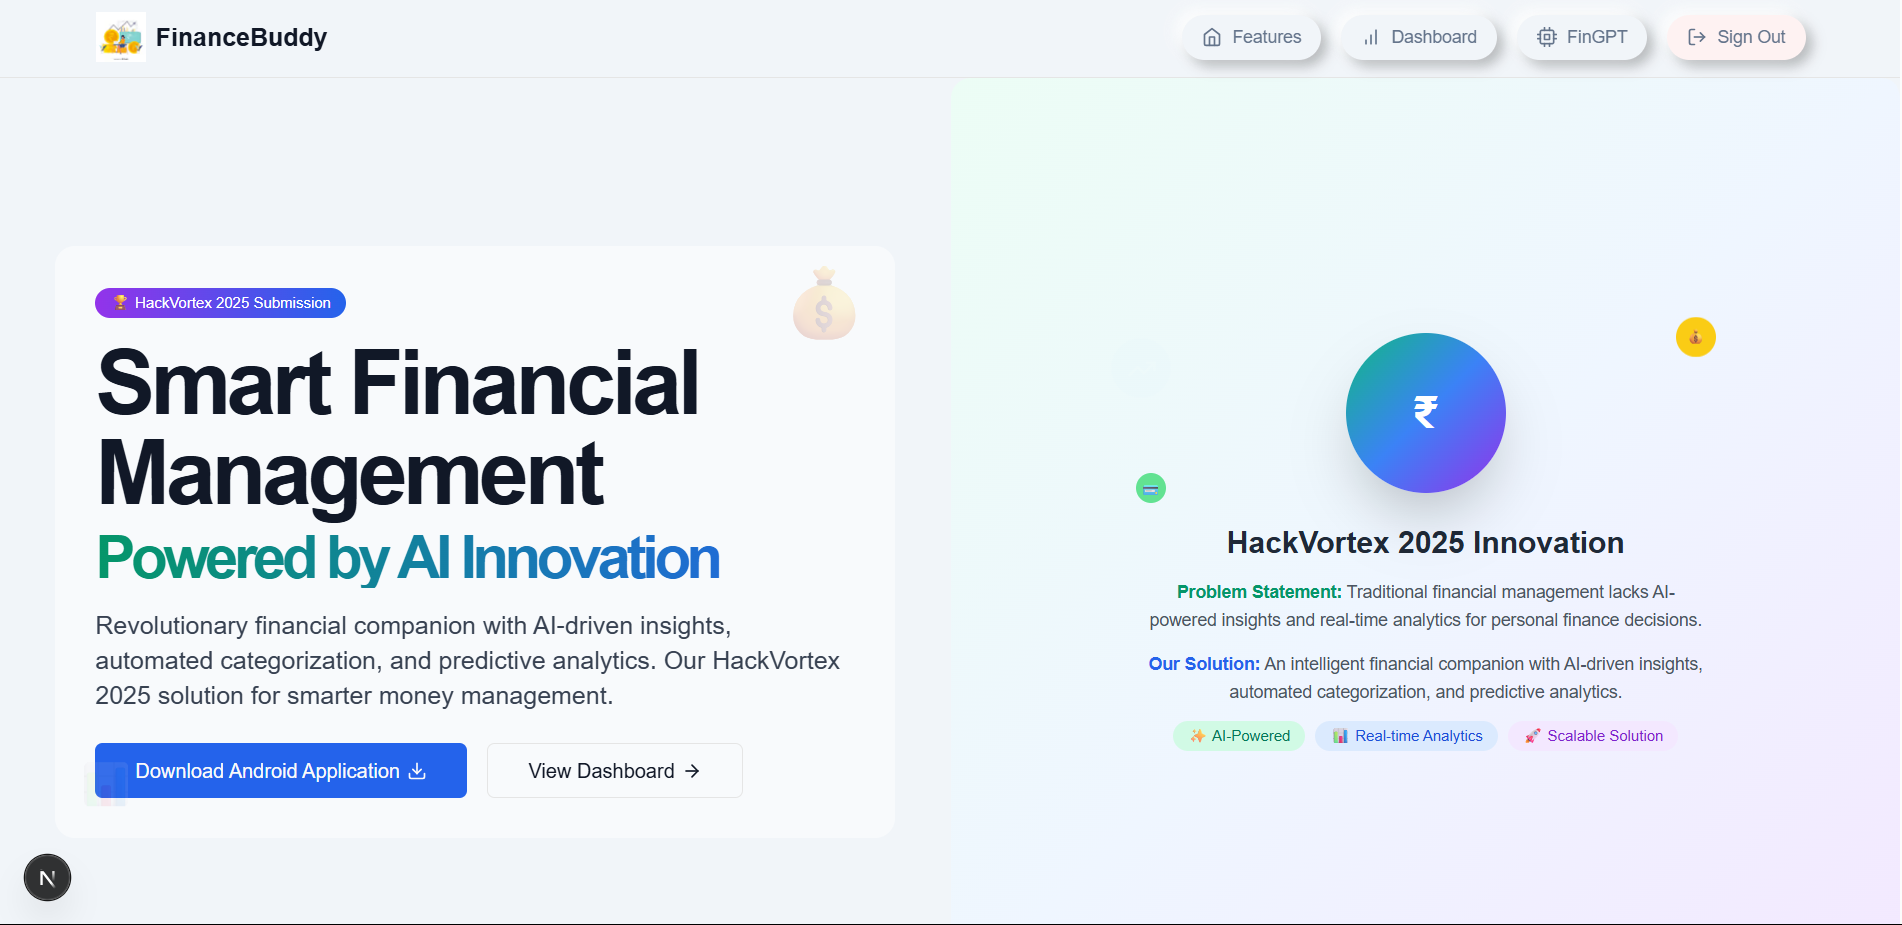 FinanceBuddy
Features
Dashboard
FinGPT
Sign Out
🏆 HackVortex 2025 Submission
Smart Financial
Management
Powered by AI Innovation
Revolutionary financial companion with AI-driven insights,
automated categorization, and predictive analytics. Our HackVortex
2025 solution for smarter money management.
Download Android Application
View Dashboard →
N
₹
HackVortex 2025 Innovation
Problem Statement: Traditional financial management lacks AI-
powered insights and real-time analytics for personal finance decisions.
Our Solution: An intelligent financial companion with AI-driven insights,
automated categorization, and predictive analytics.
✨ AI-Powered
📊 Real-time Analytics
🚀 Scalable Solution